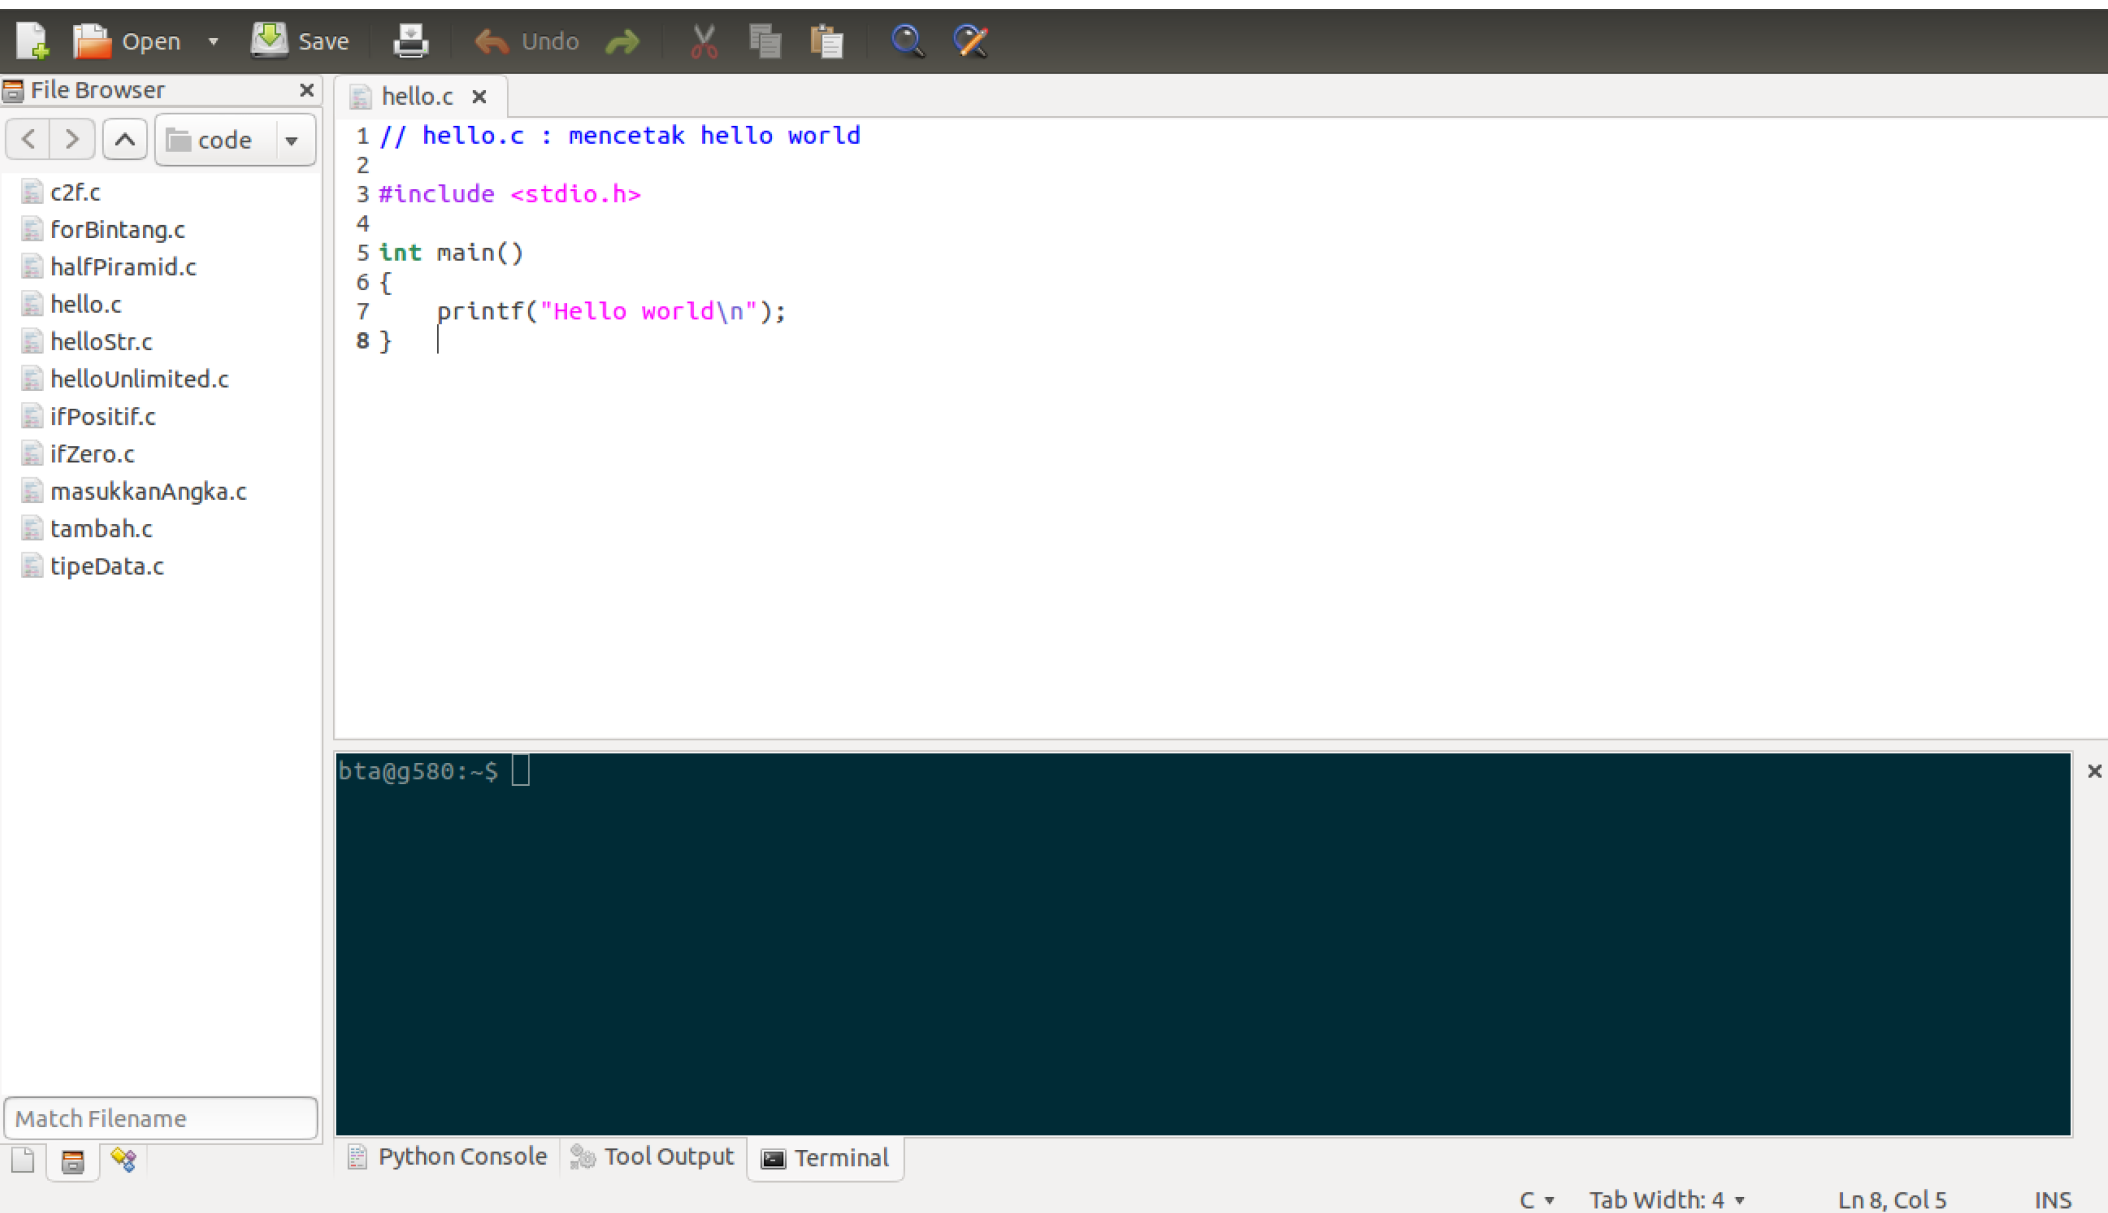 Open Save Undo
File Browser
code
c2f.c
forBintang.c
halfPiramid.c
hello.c
helloStr.c
helloUnlimited.c
ifPositif.c
ifZero.c
masukkanAngka.c
tambah.c
tipeData.c
Match Filename
hello.c
1 // hello.c : mencetak hello world
2
3 #include <stdio.h>
4
5 int main()
6 {
7     printf("Hello world\n");
8 }
bta@g580:~$
Python Console Tool Output Terminal
C Tab Width: 4 Ln 8, Col 5 INS